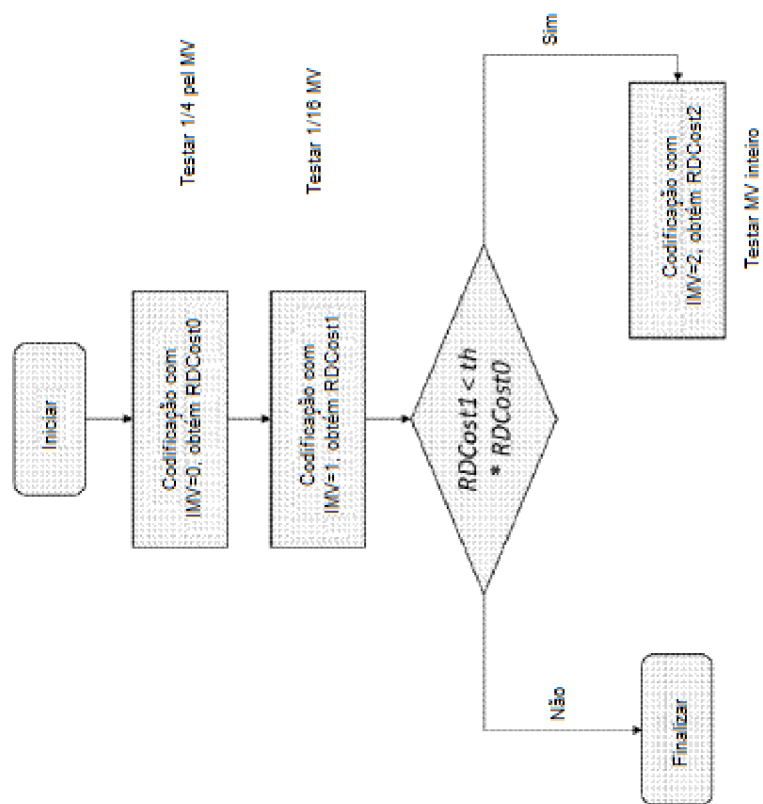 Iniciar
Codificação com
IMV=0, obtém RDCost0
Testar 1/4 pel MV
Codificação com
IMV=1, obtém RDCost1
Testar 1/16 MV
RDCost1 < th
* RDCost0
Não
Sim
Finalizar
Codificação com
IMV=2, obtém RDCost2
Testar MV inteiro